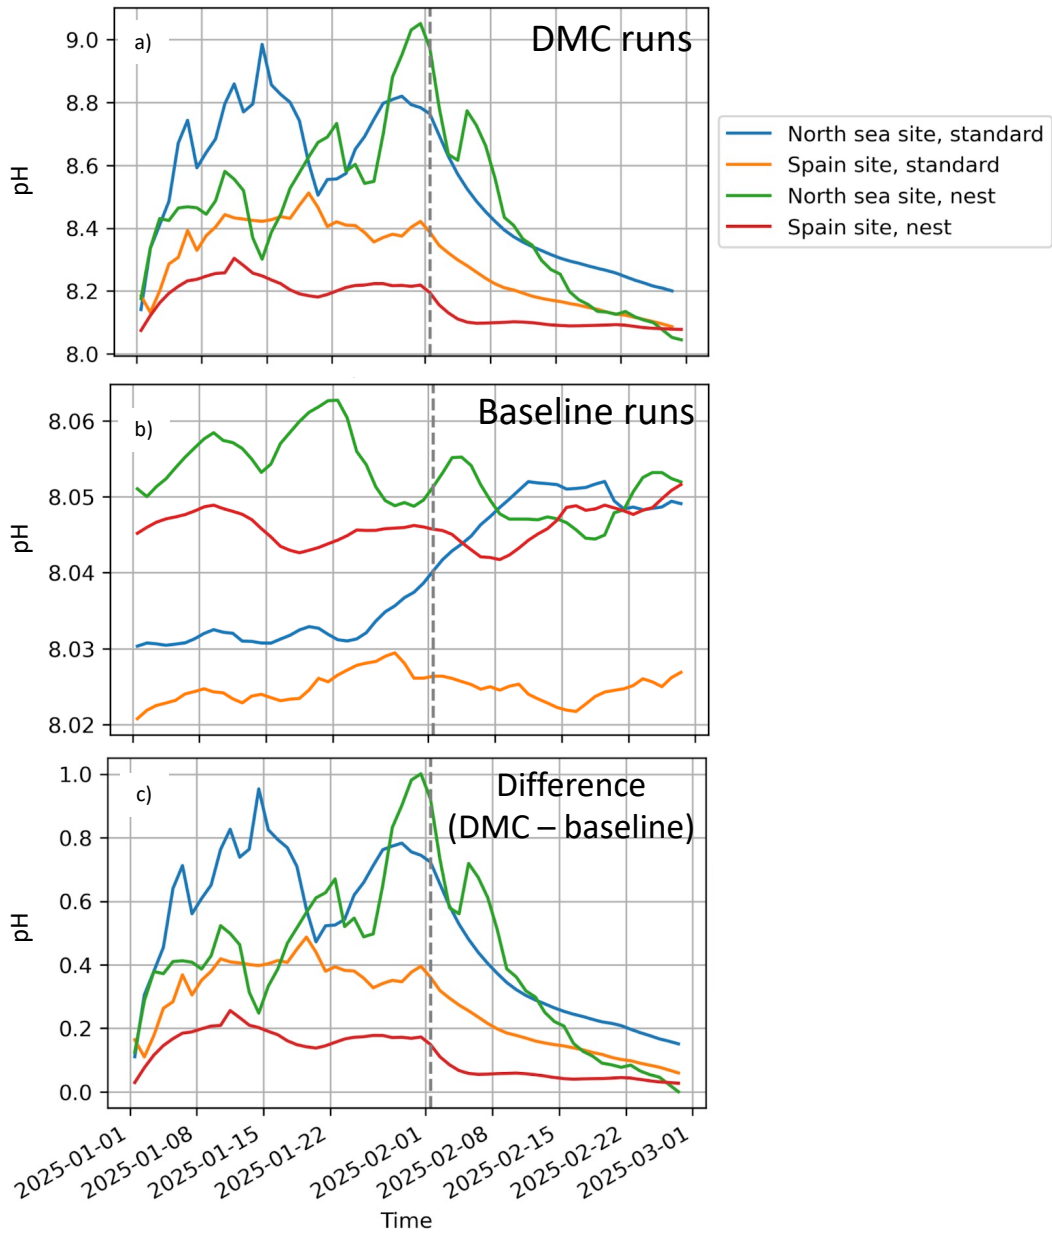 a)
DMC runs
9.0
8.8
8.6
8.4
8.2
8.0
pH
North sea site, standard
Spain site, standard
North sea site, nest
Spain site, nest
b)
Baseline runs
8.06
8.05
8.04
8.03
8.02
pH
c)
Difference
(DMC – baseline)
1.0
0.8
0.6
0.4
0.2
0.0
pH
2025-01-01
2025-01-08
2025-01-15
2025-01-22
2025-02-01
2025-02-08
2025-02-15
2025-02-22
2025-03-01
Time